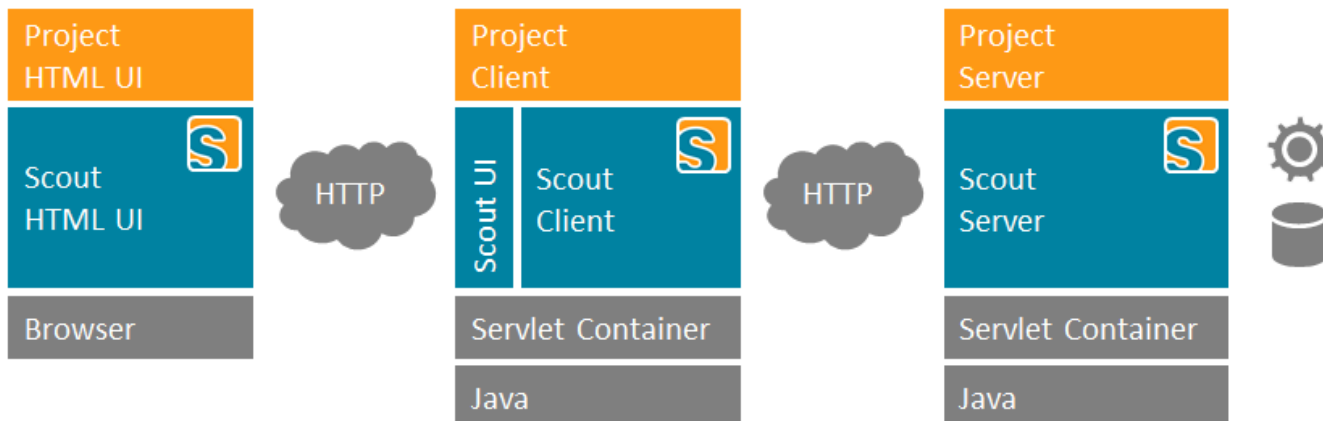 Project
HTML UI
Scout
HTML UI
Browser
HTTP
Project
Client
Scout UI
Scout
Client
Servlet Container
Java
HTTP
Project
Server
Scout
Server
Servlet Container
Java